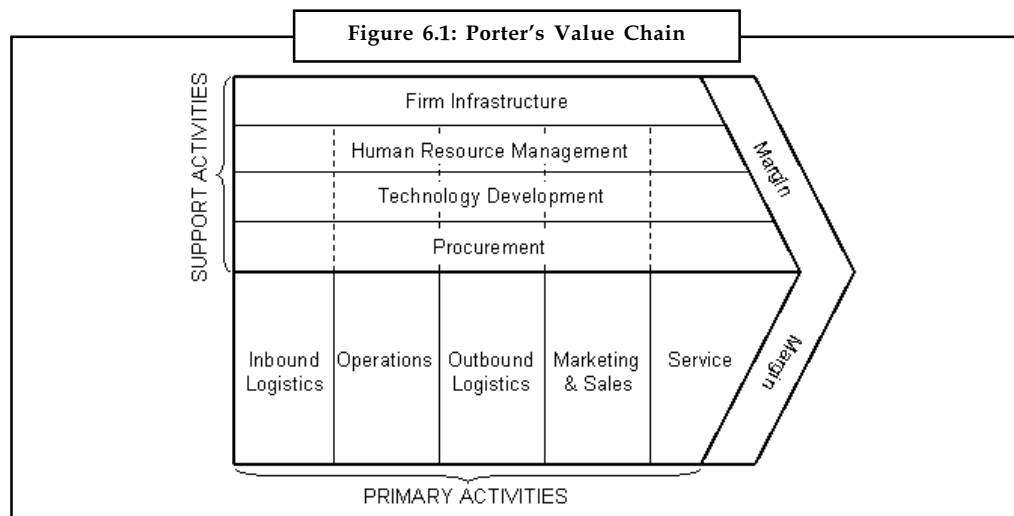 Figure 6.1: Porter's Value Chain
SUPPORT ACTIVITIES
Firm Infrastructure
Human Resource Management
Technology Development
Procurement
Margin
Inbound
Logistics
Operations
Outbound
Logistics
Marketing
& Sales
Service
Margin
PRIMARY ACTIVITIES